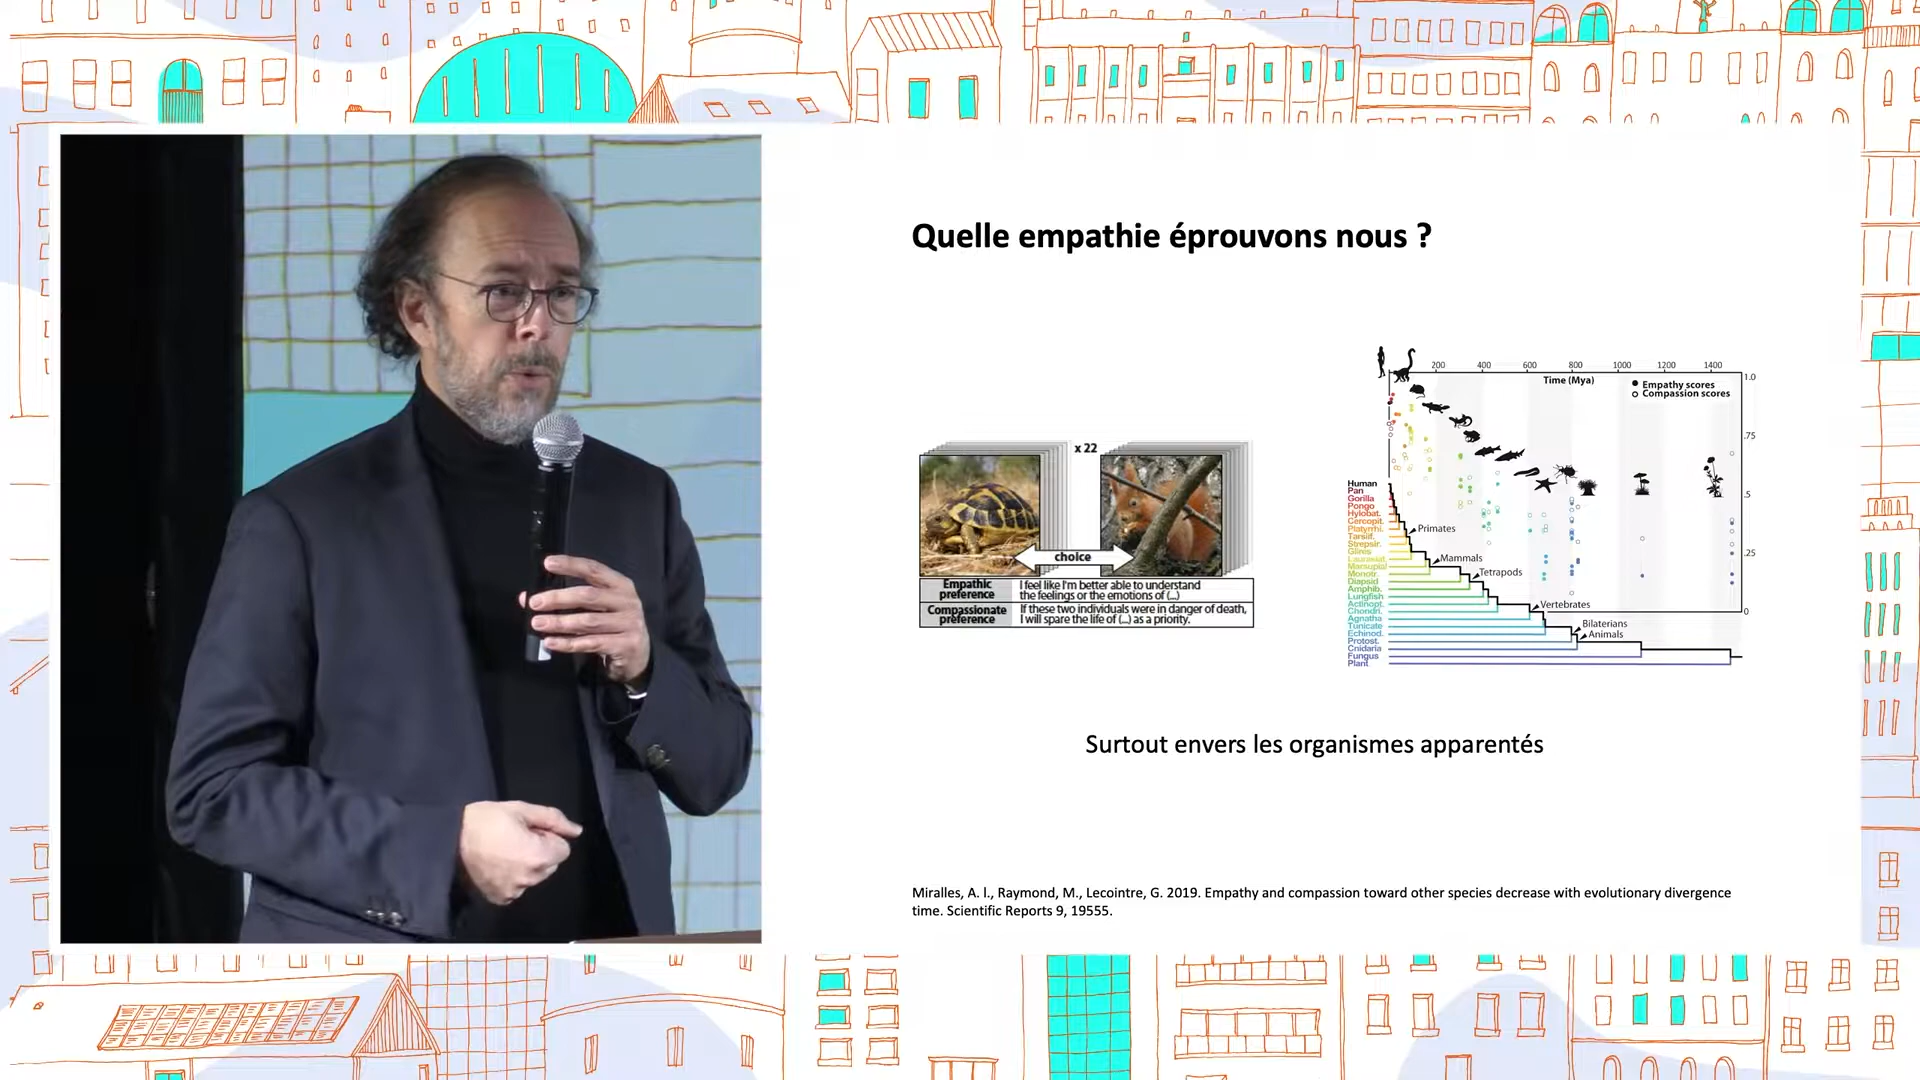 Quelle empathie éprouvons nous ?
x 22
choice
Empathic preference
I feel like I'm better able to understand
the feelings or the emotions of (...)
Compassionate preference
If these two individuals were in danger of death,
I will spare the life of (...) as a priority.
200 400 600 800 1000 1200 1400
Time (Mya)
Empathy scores
Compassion scores
1.0
.75
.5
.25
0
Human
Pan
Gorilla
Pongo
Hylobat.
Cercopit.
Platyrrhi.
Tarsiif.
Strepsir.
Glires
Laurasiat.
Marsupial
Monotr.
Diapsid
Amphib.
Lungfish
Actinopt.
Chondri.
Agnatha
Tunicate
Echinod.
Protost.
Cnidaria
Fungus
Plant
Primates
Mammals
Tetrapods
Vertebrates
Bilaterians
Animals
Surtout envers les organismes apparentés
Miralles, A. l., Raymond, M., Lecointre, G. 2019. Empathy and compassion toward other species decrease with evolutionary divergence
time. Scientific Reports 9, 19555.